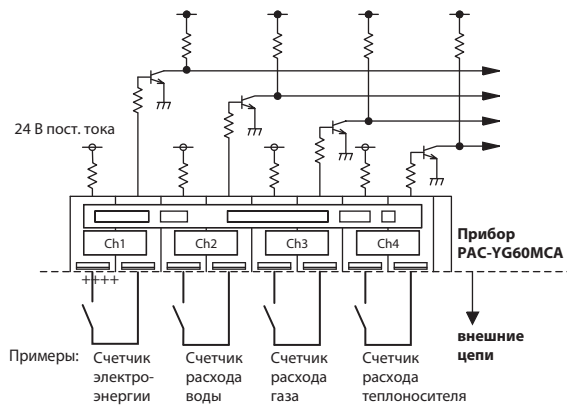 24 В пост. тока
Ch1 Ch2 Ch3 Ch4
Прибор
PAC-YG60MCA
++++
внешние
цепи
Примеры: Счетчик Счетчик Счетчик Счетчик
электро- расхода расхода расхода
энергии воды газа теплоносителя